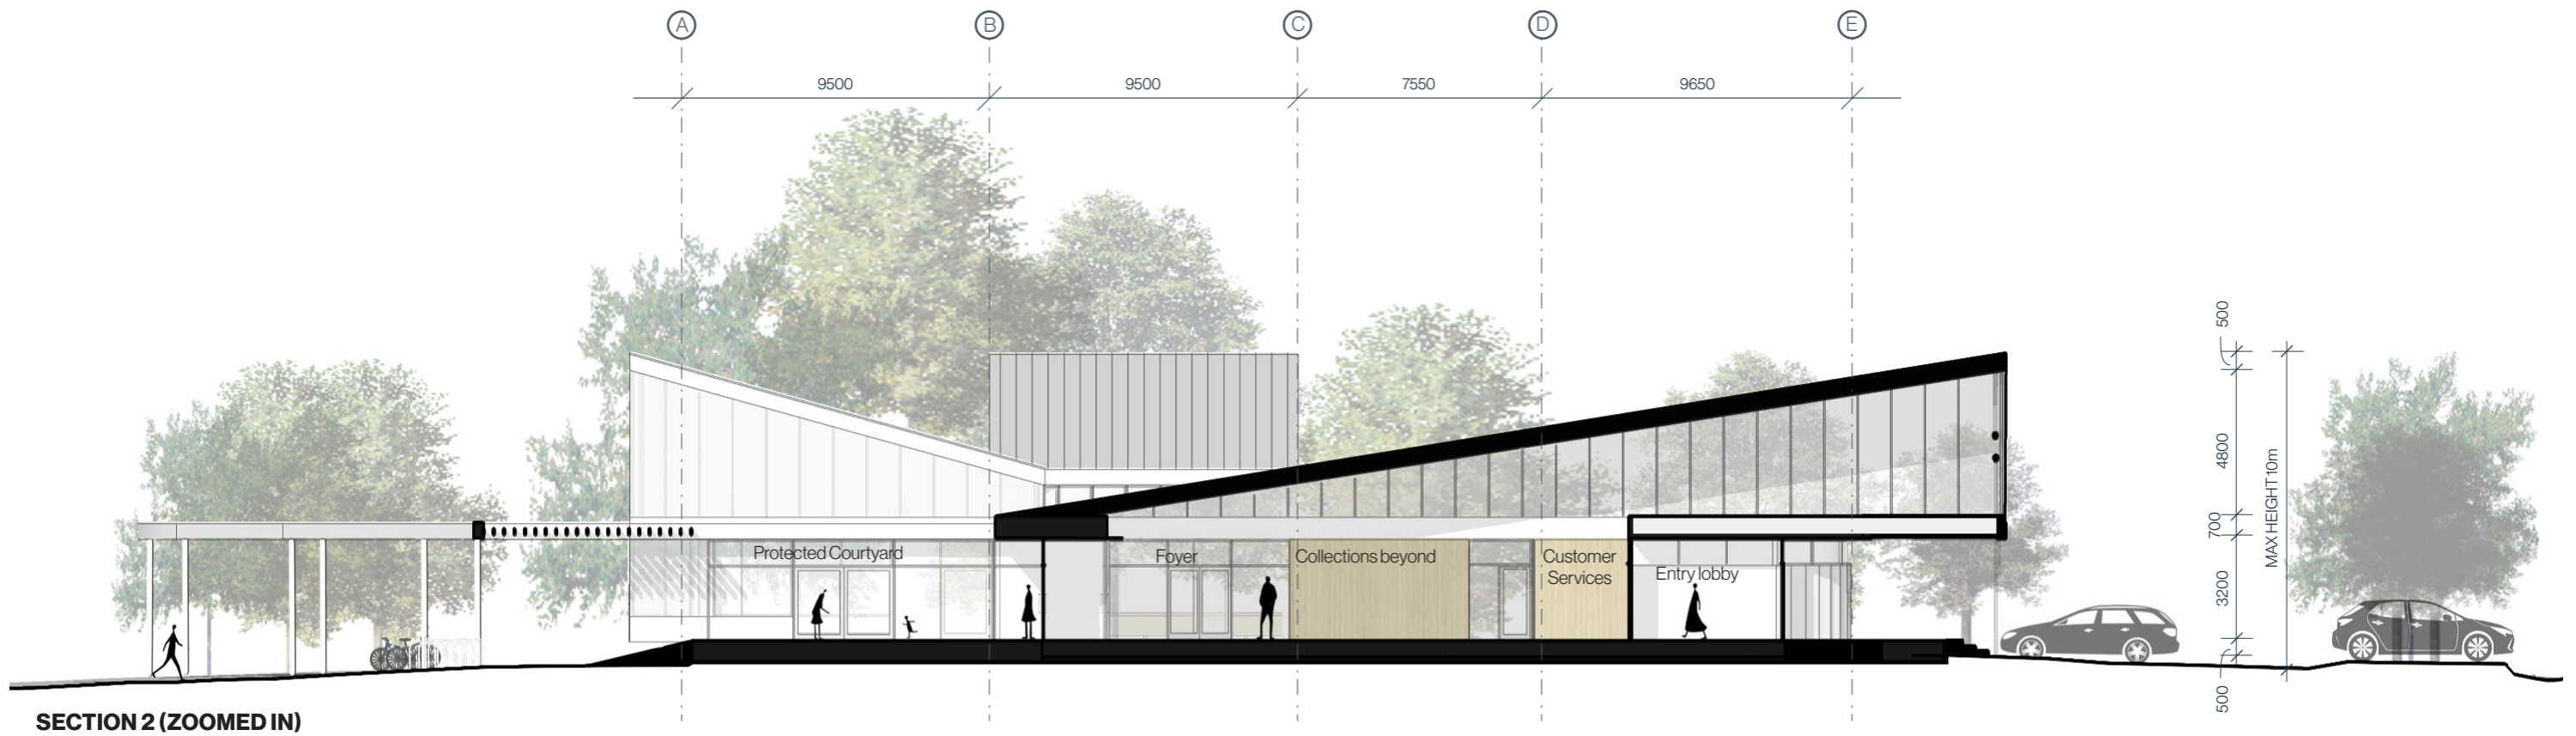 A
B
C
D
E
9500
9500
7550
9650
500
4800
700
3200
500
MAX HEIGHT 10m
Protected Courtyard
Foyer
Collections beyond
Customer
Services
Entry lobby
SECTION 2 (ZOOMED IN)